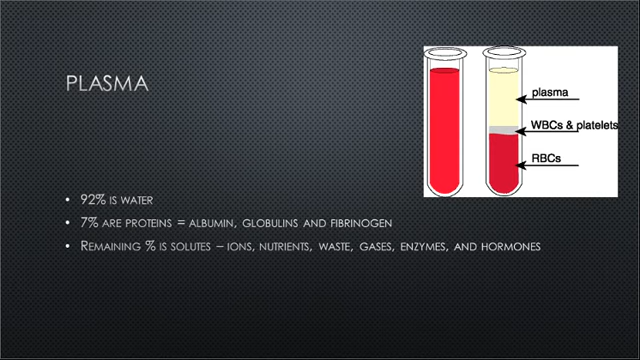 PLASMA
plasma
WBCs & platelets
RBCs
• 92% IS WATER
• 7% ARE PROTEINS = ALBUMIN, GLOBULINS AND FIBRINOGEN
• REMAINING % IS SOLUTES – IONS, NUTRIENTS, WASTE, GASES, ENZYMES, AND HORMONES